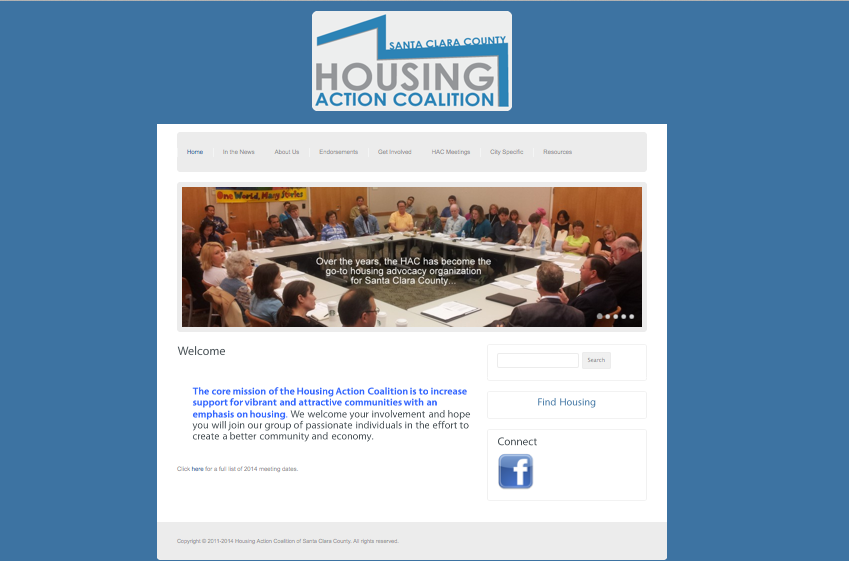 SANTA CLARA COUNTY
HOUSING
ACTION COALITION
Home In the News About Us Endorsements Get Involved HAC Meetings City Specific Resources
One World, Many Stories
Over the years, the HAC has become the
go-to housing advocacy organization
for Santa Clara County...
Welcome
Search
The core mission of the Housing Action Coalition is to increase
support for vibrant and attractive communities with an
emphasis on housing. We welcome your involvement and hope
you will join our group of passionate individuals in the effort to
create a better community and economy.
Find Housing
Connect
f
Click here for a full list of 2014 meeting dates.
Copyright © 2011-2014 Housing Action Coalition of Santa Clara County. All rights reserved.